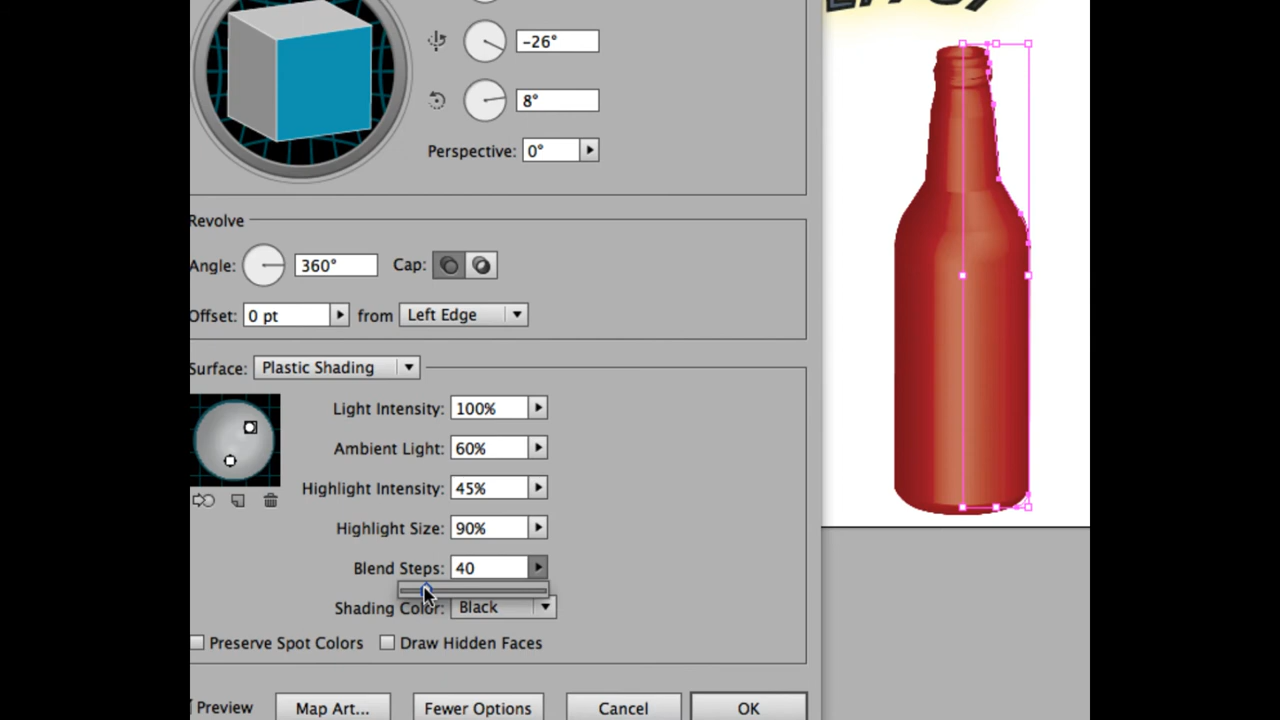 -26°
8°
Perspective: 0°
Revolve
Angle: 360° Cap:
Offset: 0 pt from Left Edge
Surface: Plastic Shading
Light Intensity: 100%
Ambient Light: 60%
Highlight Intensity: 45%
Highlight Size: 90%
Blend Steps: 40
Shading Color: Black
Preserve Spot Colors Draw Hidden Faces
Preview Map Art... Fewer Options Cancel OK